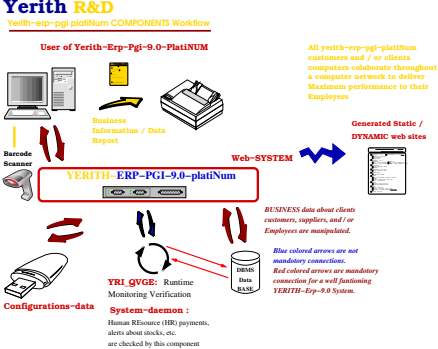 Yerith R&D
Yerith-erp-pgi platiNum COMPONENTS Workflow
User of Yerith-Erp-Pgi-9.0-PlatiNUM
All yerith-erp-pgi-platiNum
customers and / or clients
computers colaborate throughout
a computer network to deliver
Maximum performance to their
Employers
Business
Information / Data
Report
Generated Static /
DYNAMIC web sites
Barcode
Scanner
Web-SYSTEM
YERITH-ERP-PGI-9.0-platiNum
BUSINESS data about clients
customers, suppliers, and / or
Employees are manipulated.
Blue colored arrows are not
mandatory connections.
Red colored arrows are mandatory
connection for a well funtioning
YERITH-Erp-9.0 System.
DBMS
Data
BASE
YRI_QVGE: Runtime
Monitoring Verification
Configurations-data
System-daemon :
Human REsource (HR) payments,
alerts about stocks, etc.
are checked by this component